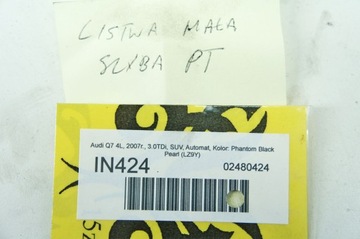 LISTWA MAŁA
SZYBA PT
Audi Q7 4L, 2007r., 3.0TDi, SUV, Automat, Kolor: Phantom Black
Pearl (LZ9Y)
IN424
02480424